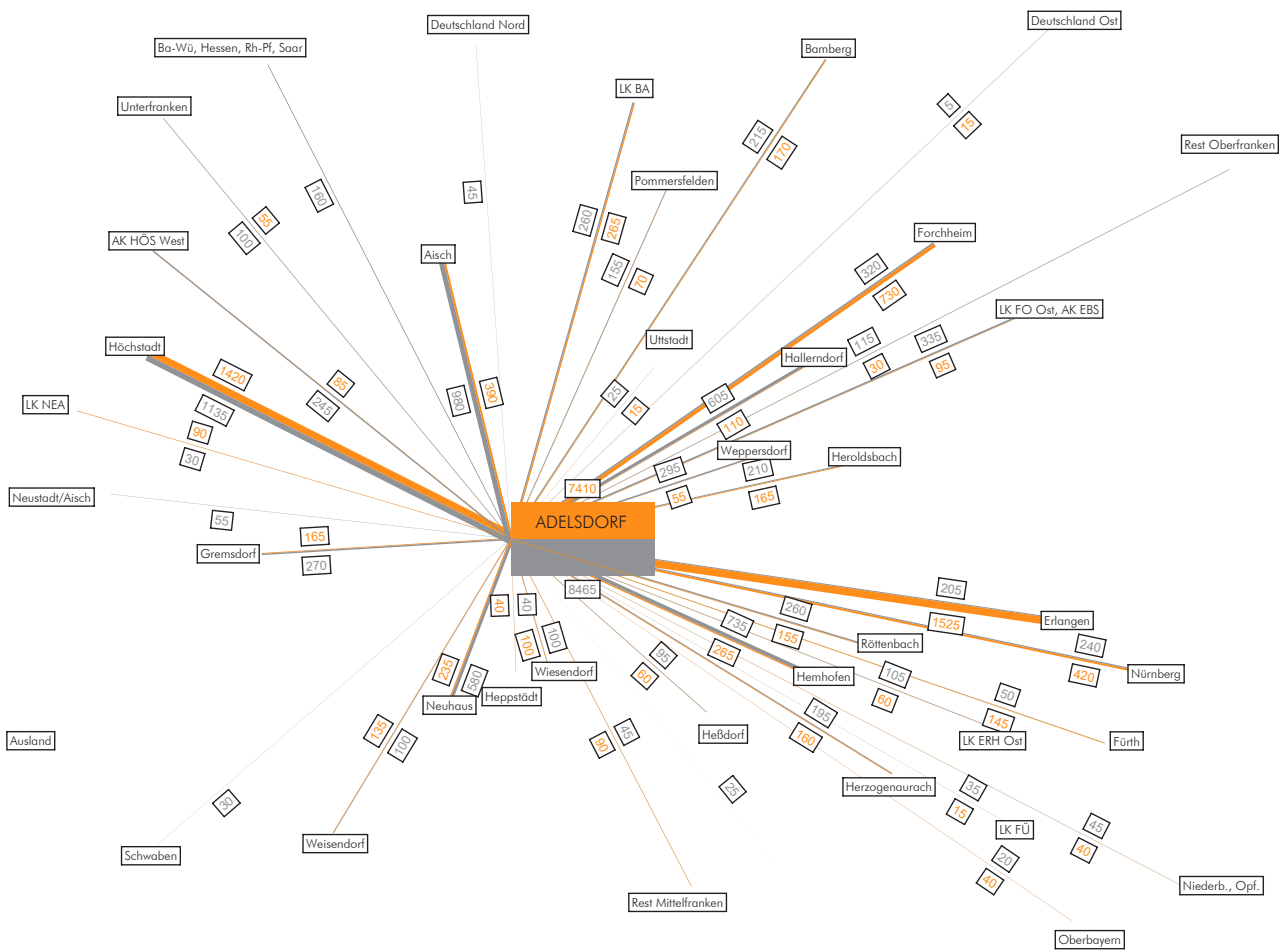 Deutschland Nord
Deutschland Ost
Ba-Wü, Hessen, Rh-Pf, Saar
Bamberg
LK BA
Unterfranken
5
15
215
170
Rest Oberfranken
Pommersfelden
160
45
55
100
260
265
AK HÖS West
Aisch
Forchheim
155
70
320
730
LK FO Ost, AK EBS
Höchstadt
Uttstadt
Hallerndorf
115
335
30
95
1420
85
1135
245
980
390
25
15
605
110
LK NEA
90
30
Weppersdorf
Heroldsbach
295
210
55
165
7410
Neustadt/Aisch
55
ADELSDORF
Gremsdorf
165
270
8465
40
40
100
100
205
1525
Erlangen
260
155
735
265
Röttenbach
240
420
Nürnberg
Wiesendorf
Hemhofen
95
60
235
580
Neuhaus
Heppstädt
105
60
50
145
195
160
Heßdorf
LK ERH Ost
Fürth
Ausland
135
100
90
45
25
Herzogenaurach
35
15
LK FÜ
30
45
40
20
40
Schwaben
Weisendorf
Niederb., Opf.
Rest Mittelfranken
Oberbayern